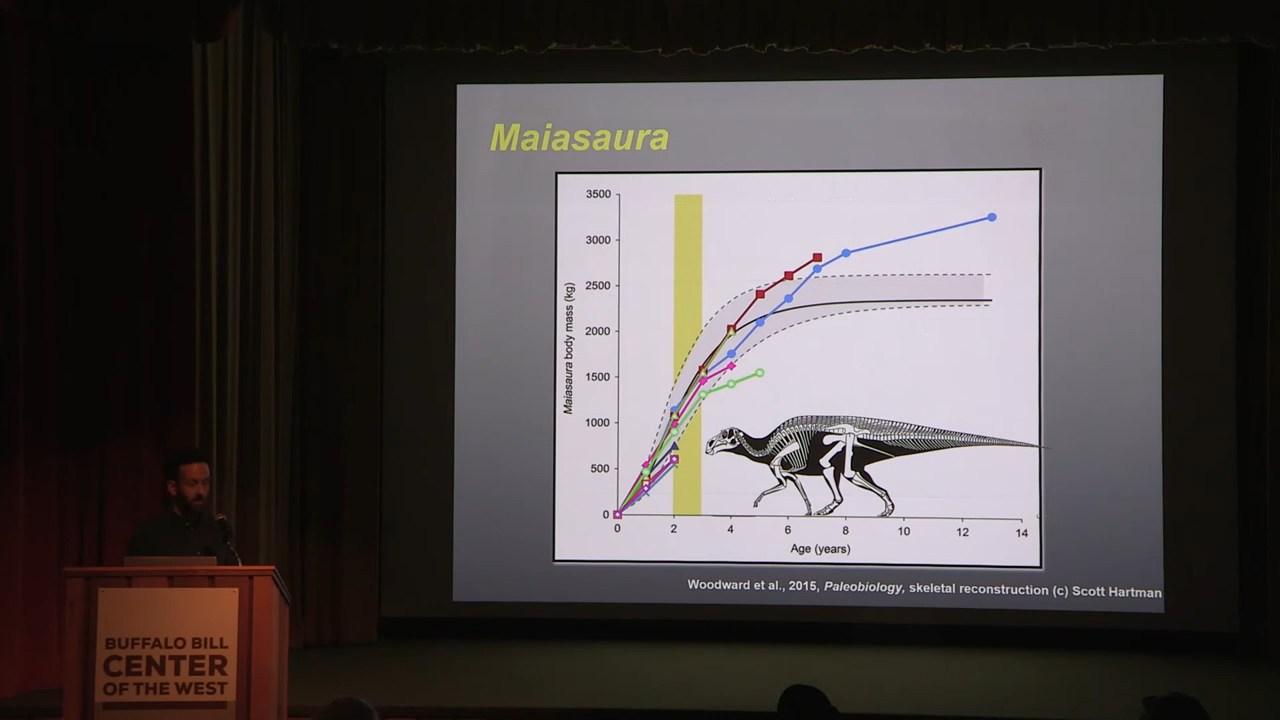 Maiasaura
3500
3000
2500
2000
1500
1000
500
0
Maiasaura body mass (kg)
0 2 4 6 8 10 12 14
Age (years)
Woodward et al., 2015, Paleobiology, skeletal reconstruction (c) Scott Hartman
BUFFALO BILL
CENTER
OF THE WEST